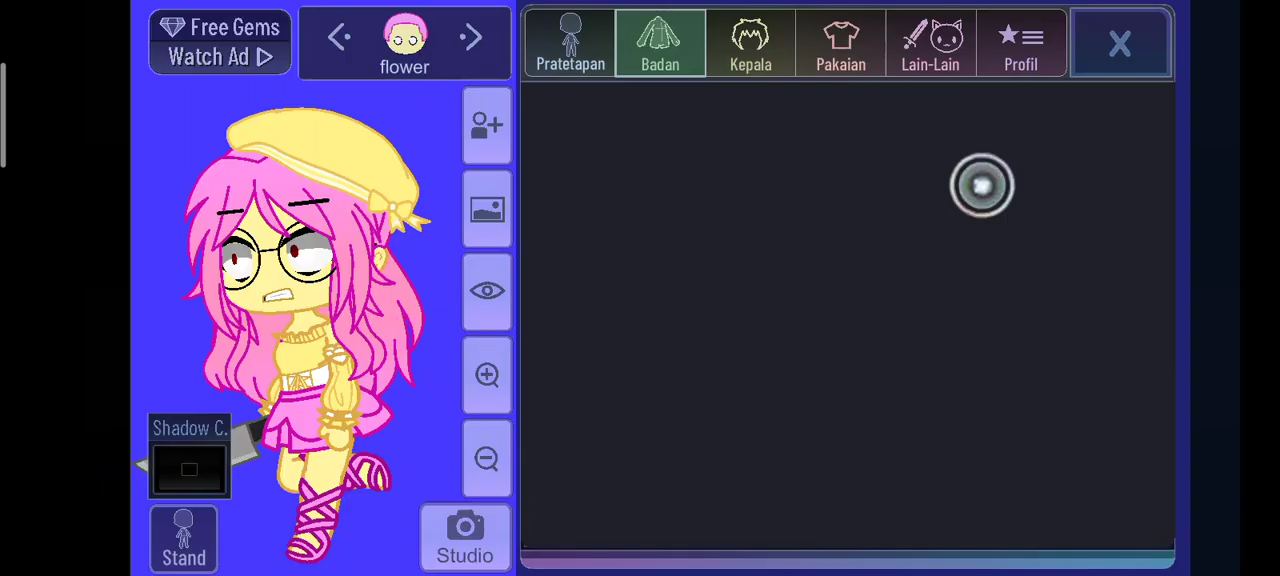 Free Gems
Watch Ad
flower
Pratetapan
Badan
Kepala
Pakaian
Lain-Lain
Profil
X
Shadow C.
Stand
Studio